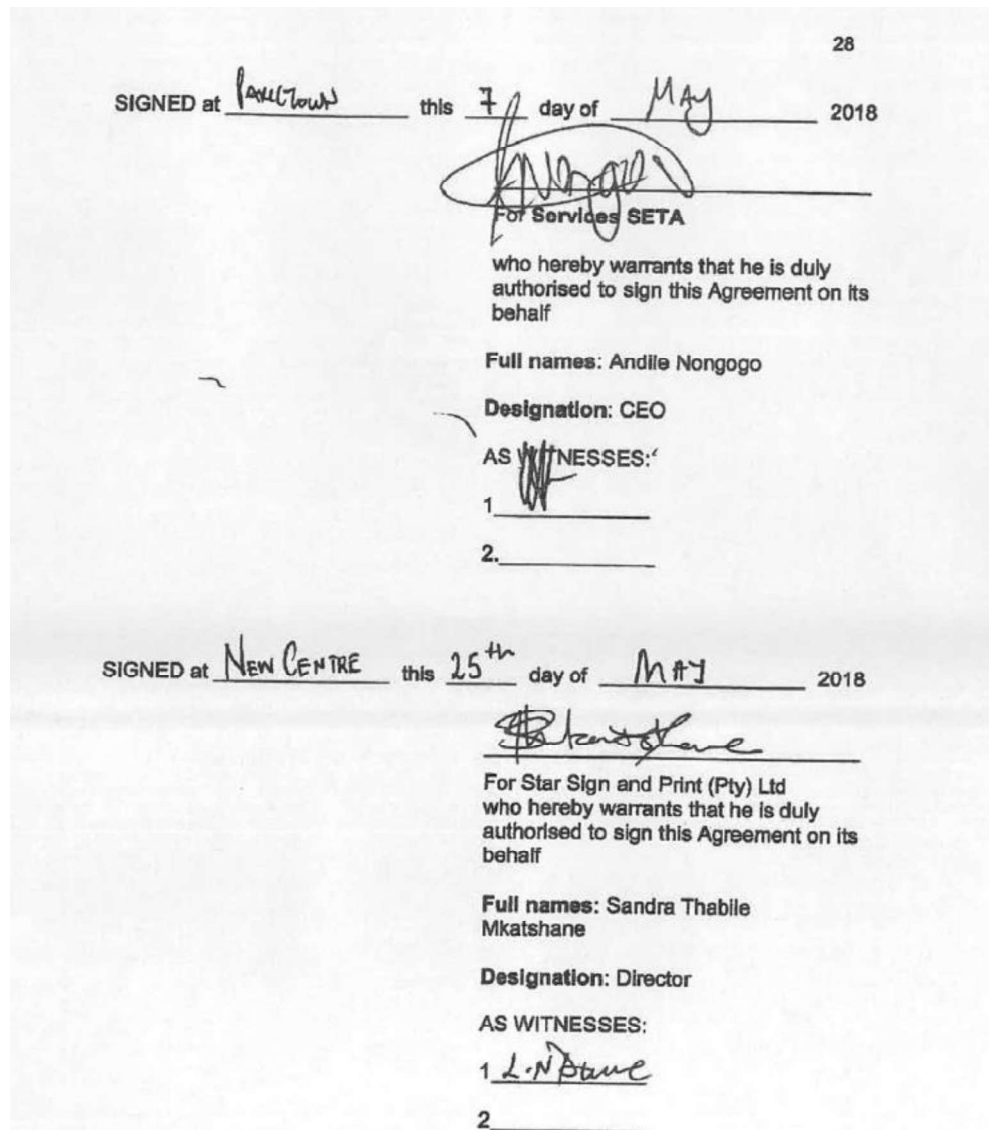 28
SIGNED at Parktown this 7 day of May 2018
For Services SETA
who hereby warrants that he is duly
authorised to sign this Agreement on its
behalf
Full names: Andile Nongogo
Designation: CEO
AS WITNESSES:
1
2.
SIGNED at NEW CENTRE this 25th day of MAY 2018
For Star Sign and Print (Pty) Ltd
who hereby warrants that he is duly
authorised to sign this Agreement on its
behalf
Full names: Sandra Thabile
Mkatshane
Designation: Director
AS WITNESSES:
1
2